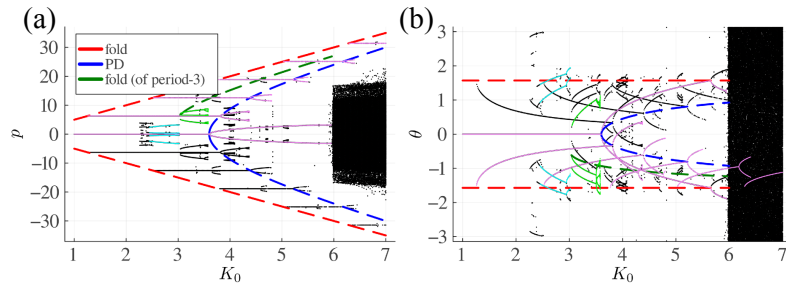 (a)
fold
PD
fold (of period-3)
30
20
10
0
−10
−20
−30
p
1 2 3 4 5 6 7
K₀
(b)
3
2
1
0
−1
−2
−3
θ
1 2 3 4 5 6 7
K₀